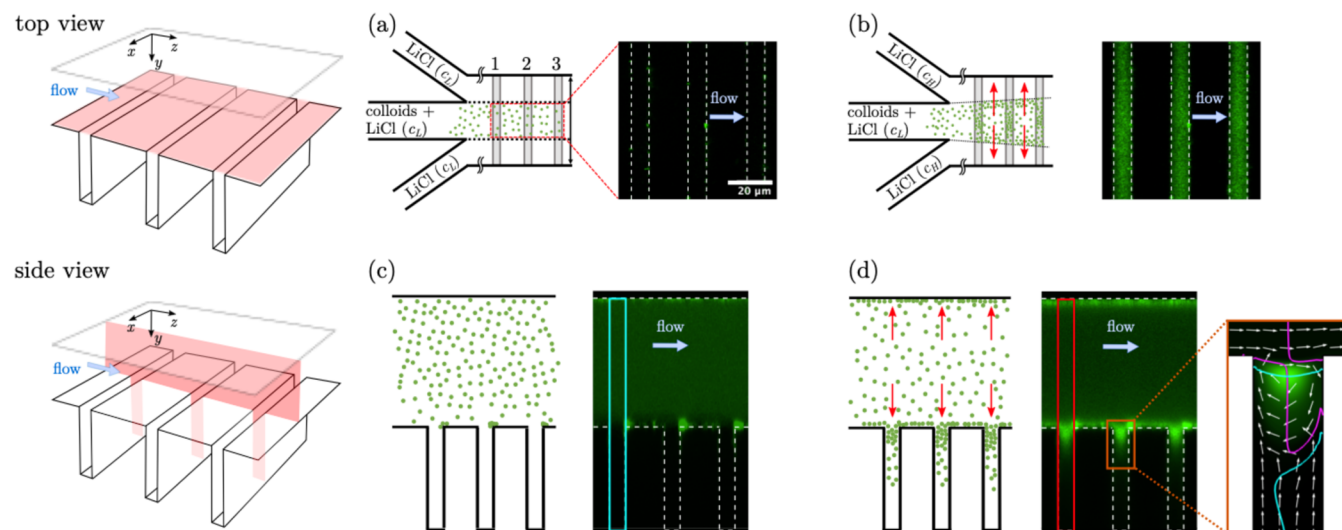 top view
x
z
y
flow
(a)
LiCl (c_L)
1 2 3
colloids +
LiCl (c_L)
LiCl (c_L)
flow
20 µm
(b)
LiCl (c_H)
colloids +
LiCl (c_L)
LiCl (c_H)
flow
side view
x
z
y
flow
(c)
flow
(d)
flow